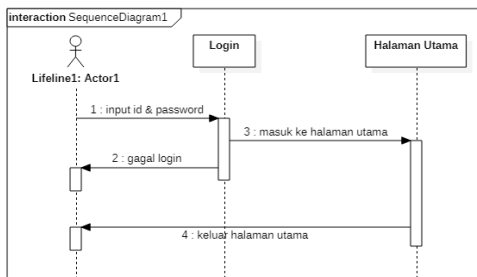 interaction SequenceDiagram1
Login
Halaman Utama
Lifeline1: Actor1
1 : input id & password
3 : masuk ke halaman utama
2 : gagal login
4 : keluar halaman utama